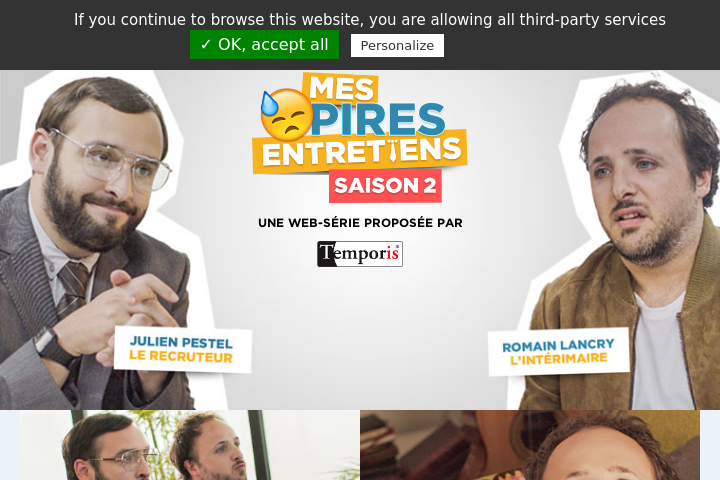 If you continue to browse this website, you are allowing all third-party services
✓ OK, accept all
Personalize
MES
PIRES
ENTRETIENS
SAISON 2
UNE WEB-SÉRIE PROPOSÉE PAR
Temporis
JULIEN PESTEL
LE RECRUTEUR
ROMAIN LANCRY
L'INTÉRIMAIRE